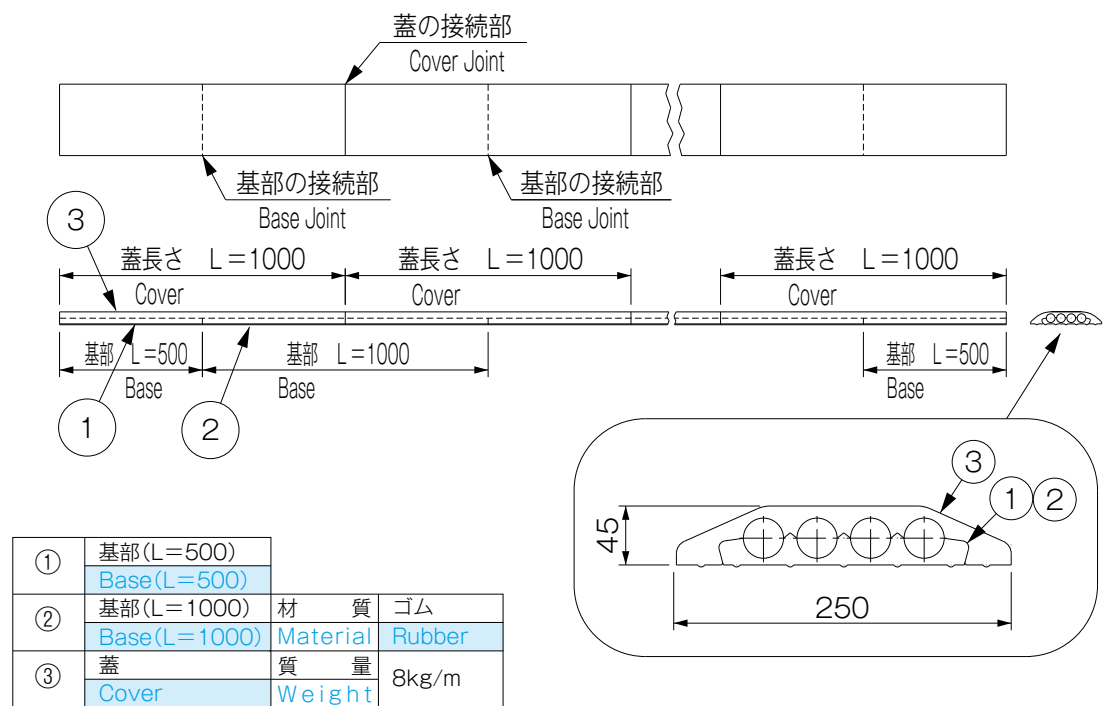 蓋の接続部
Cover Joint
基部の接続部
Base Joint
基部の接続部
Base Joint
③
蓋長さ L=1000
Cover
蓋長さ L=1000
Cover
蓋長さ L=1000
Cover
基部 L=500
Base
基部 L=1000
Base
基部 L=500
Base
①
②
③
① ②
45
250
① 基部(L=500)
Base(L=500)
② 基部(L=1000) 材 質 ゴム
Base(L=1000) Material Rubber
③ 蓋 質 量 8kg/m
Cover Weight